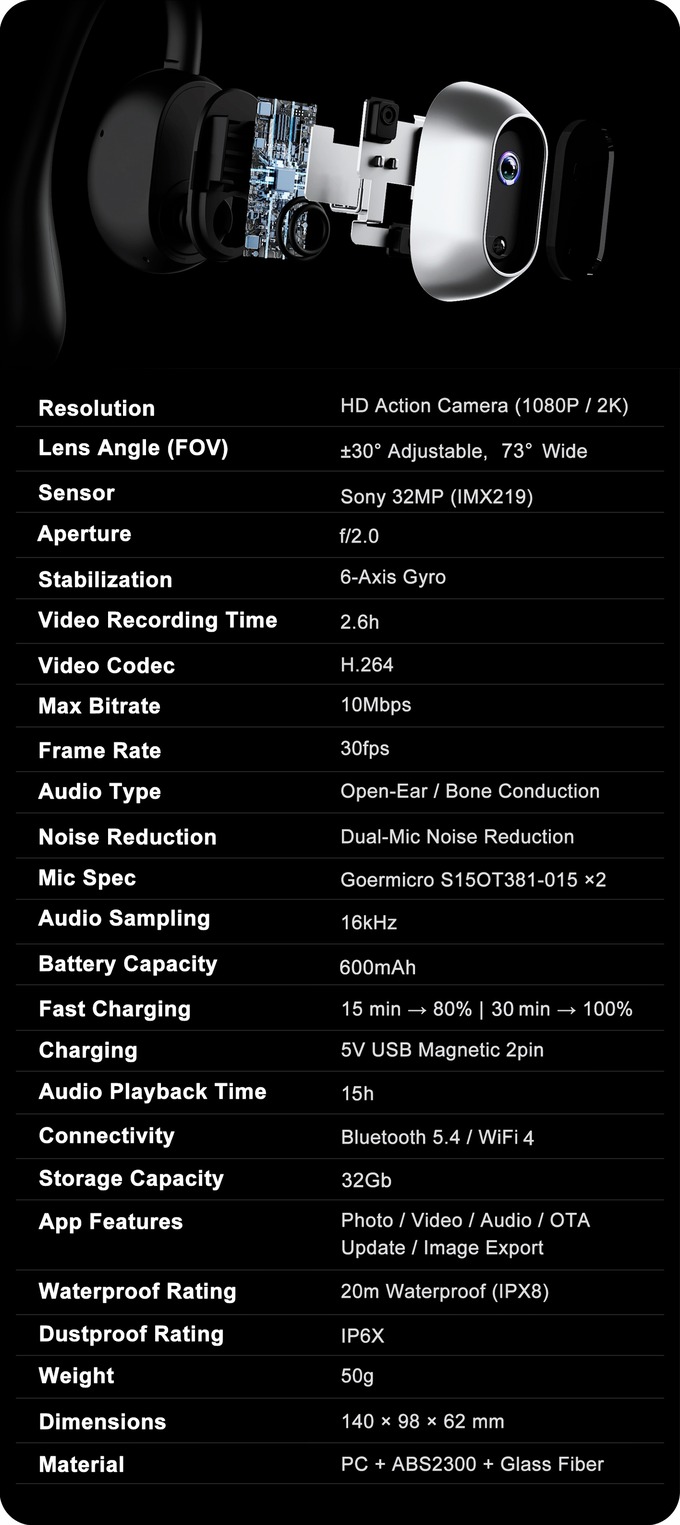 Resolution HD Action Camera (1080P / 2K)
Lens Angle (FOV) ±30° Adjustable, 73° Wide
Sensor Sony 32MP (IMX219)
Aperture f/2.0
Stabilization 6-Axis Gyro
Video Recording Time 2.6h
Video Codec H.264
Max Bitrate 10Mbps
Frame Rate 30fps
Audio Type Open-Ear / Bone Conduction
Noise Reduction Dual-Mic Noise Reduction
Mic Spec Goermicro S15OT381-015 ×2
Audio Sampling 16kHz
Battery Capacity 600mAh
Fast Charging 15 min → 80% | 30 min → 100%
Charging 5V USB Magnetic 2pin
Audio Playback Time 15h
Connectivity Bluetooth 5.4 / WiFi 4
Storage Capacity 32Gb
App Features Photo / Video / Audio / OTA
Update / Image Export
Waterproof Rating 20m Waterproof (IPX8)
Dustproof Rating IP6X
Weight 50g
Dimensions 140 × 98 × 62 mm
Material PC + ABS2300 + Glass Fiber